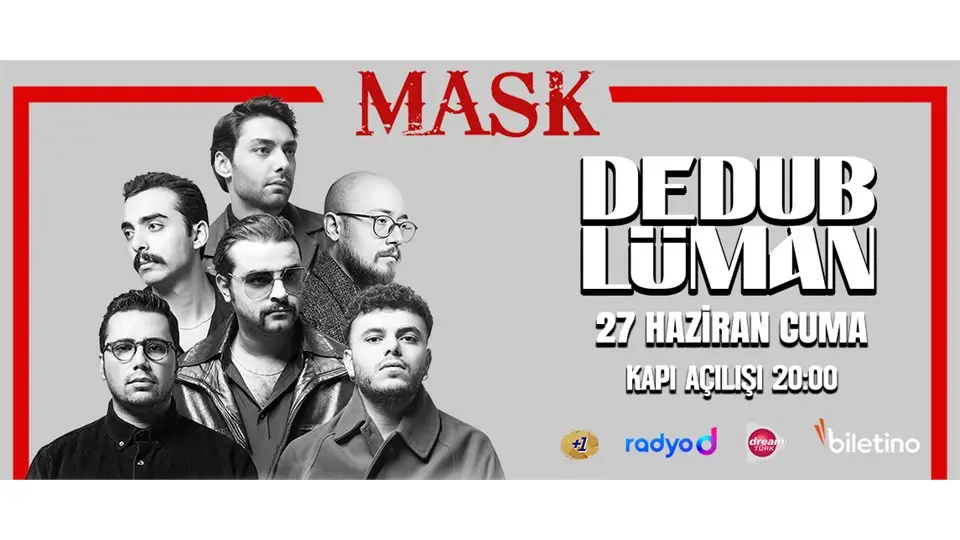 MASK
DEDUB
LÜMAN
27 HAZİRAN CUMA
KAPI AÇILIŞI 20:00
+1
radyo d
dream
TÜRK
biletino